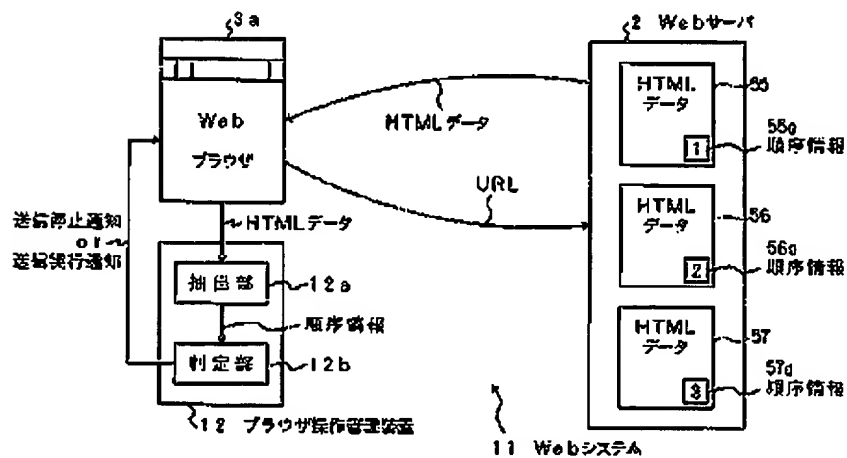 3a
2 Webサーバ
Web
ブラウザ
HTMLデータ
URL
HTML
データ
55
1
55a
順序情報
HTML
データ
56
2
56a
順序情報
HTML
データ
57
3
57a
順序情報
送信停止通知
or
送信実行通知
HTMLデータ
抽出部
12a
順序情報
判定部
12b
12 ブラウザ操作管理装置
11 Webシステム